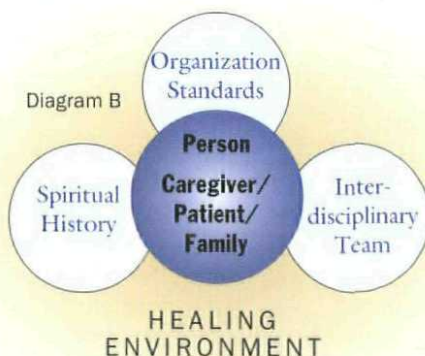 Organization
Standards
Diagram B
Person
Caregiver/
Patient/
Family
Spiritual
History
Inter-
disciplinary
Team
HEALING
ENVIRONMENT